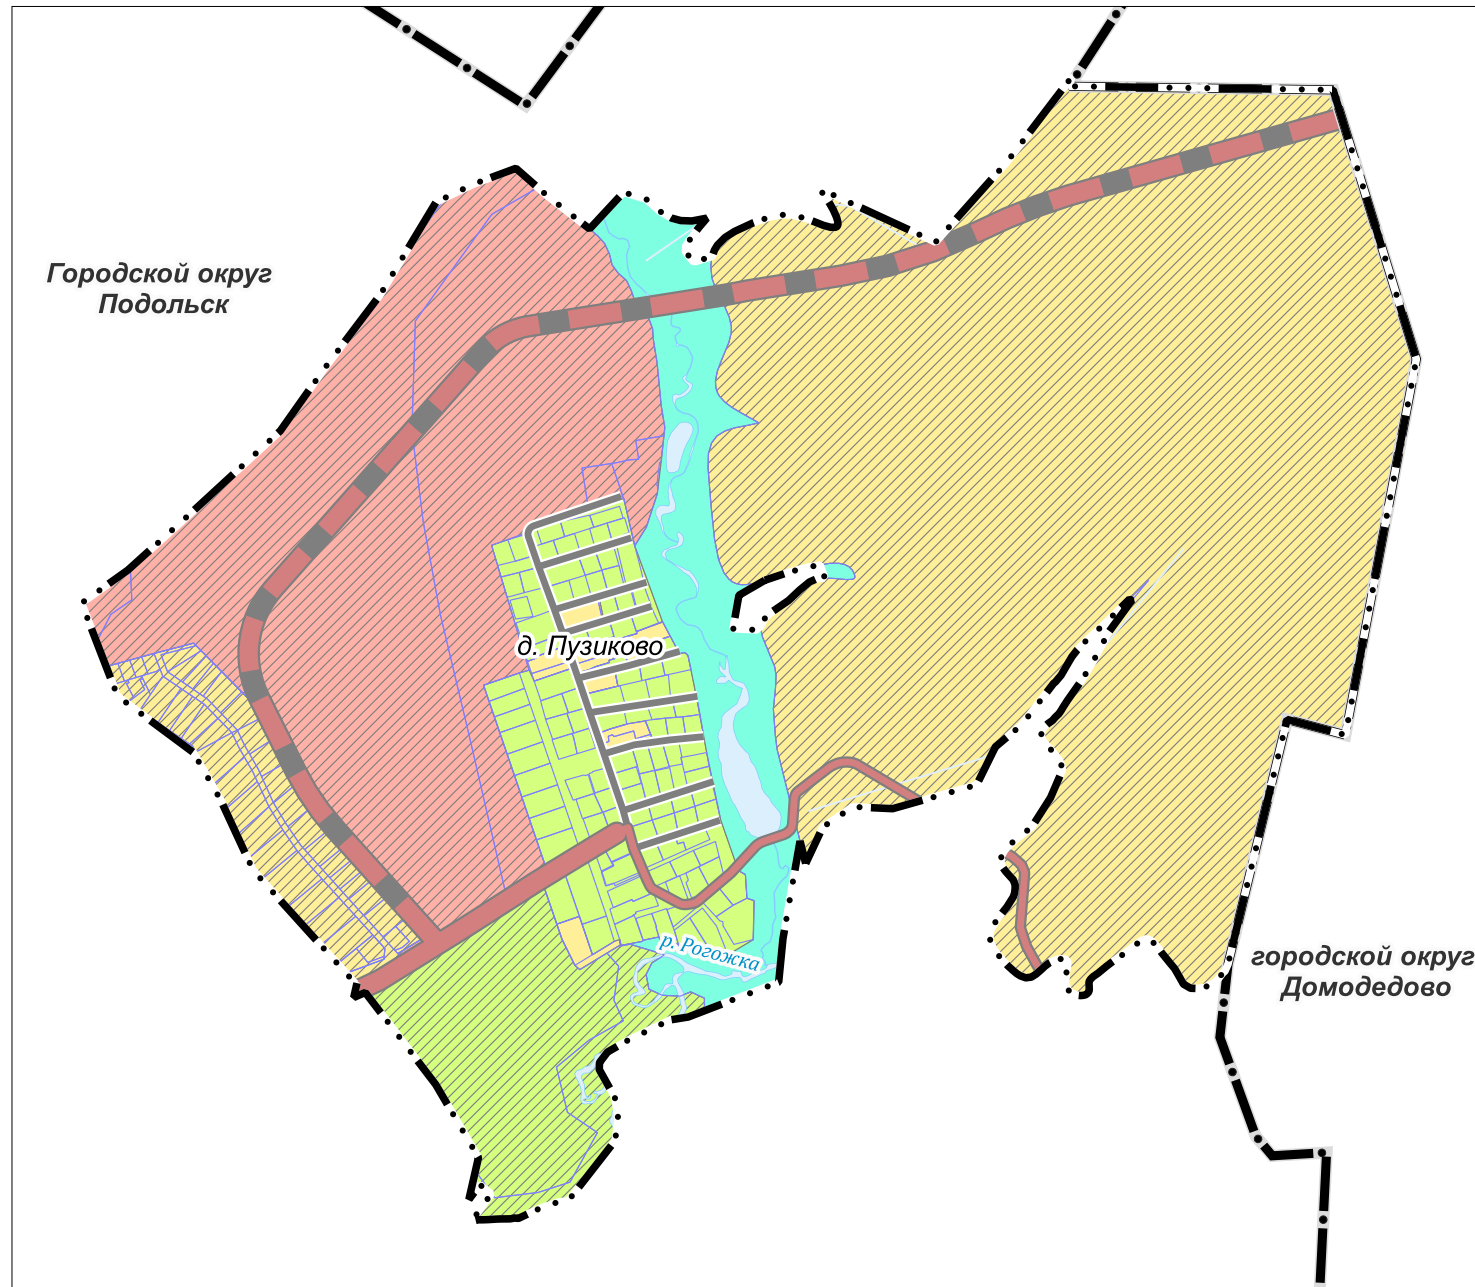 Городской округ
Подольск
д. Пузиково
р. Рогожка
городской округ
Домодедово